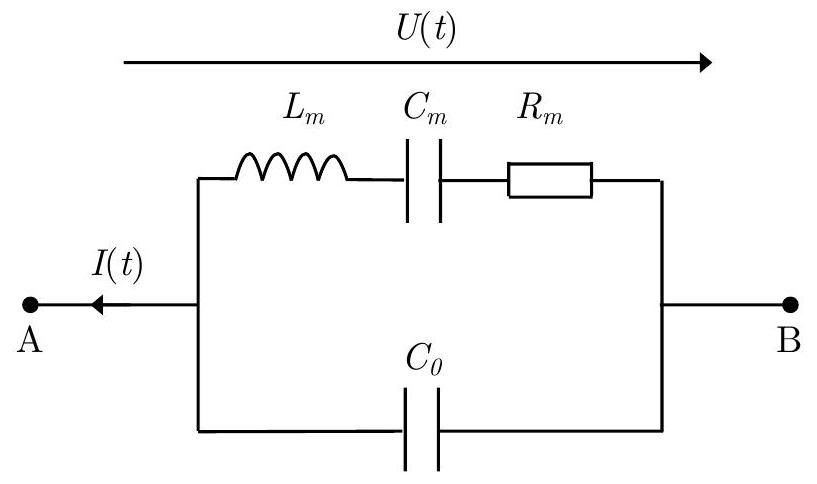 U(t)
L_m C_m R_m
I(t)
A B
C_0